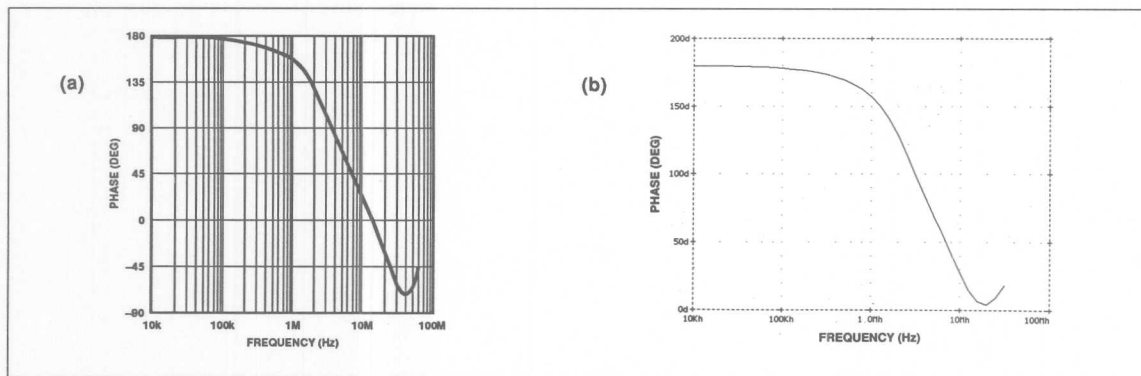 (a)
PHASE (DEG)
180
135
90
45
0
–45
–90
10k 100k 1M 10M 100M
FREQUENCY (Hz)
(b)
PHASE (DEG)
200d
150d
100d
50d
0d
10Kh 100Kh 1.0Mh 10Mh 100Mh
FREQUENCY (Hz)